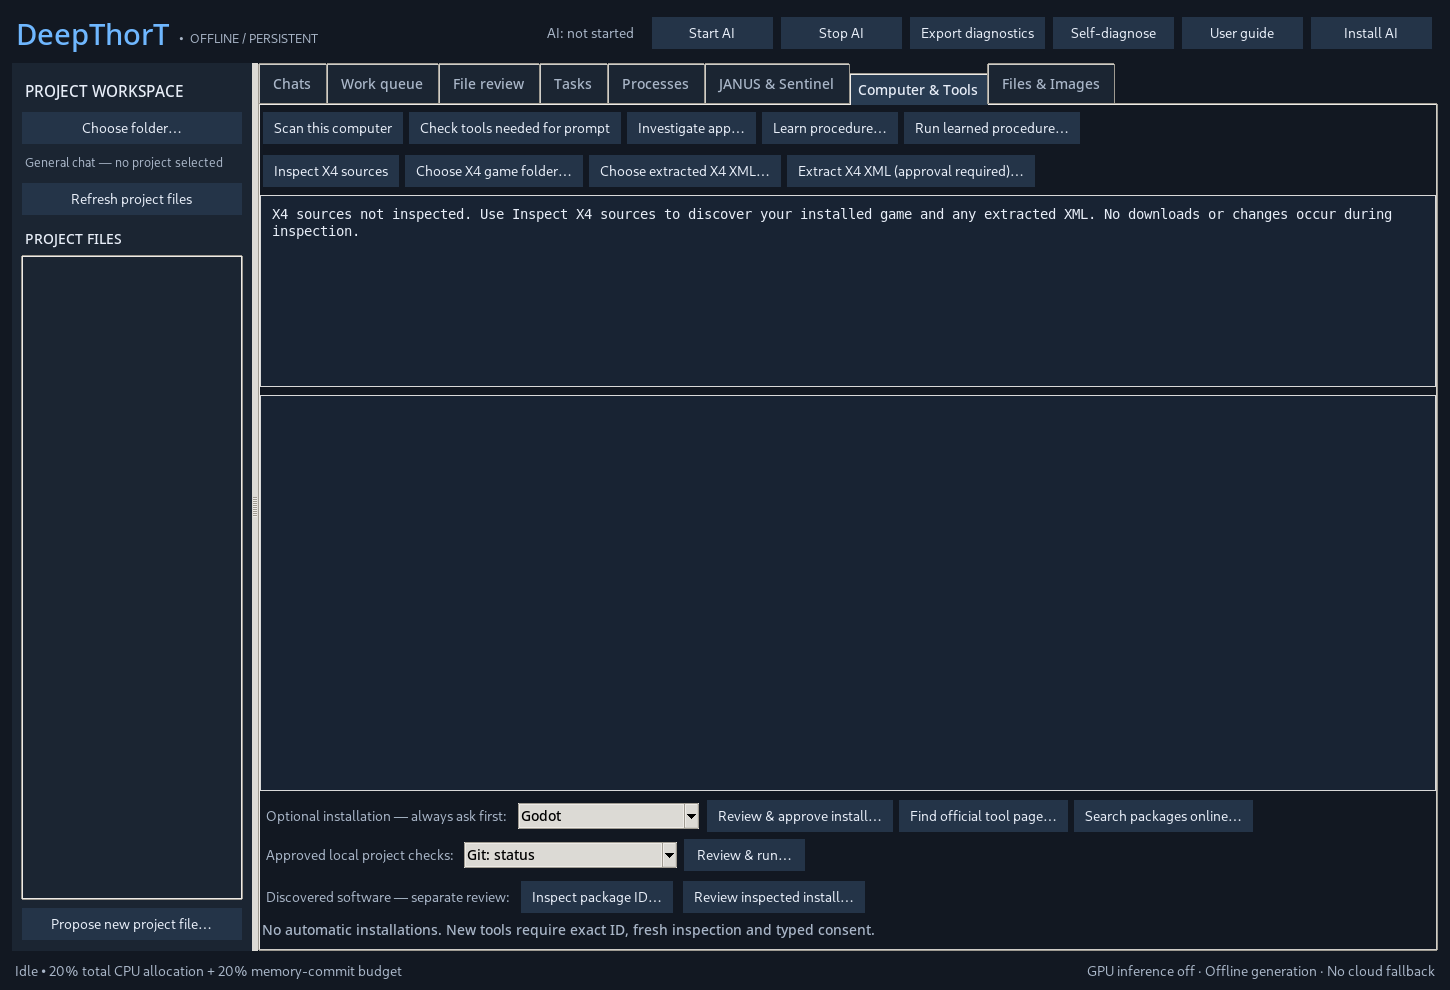 DeepThorT • OFFLINE / PERSISTENT
AI: not started
Start AI
Stop AI
Export diagnostics
Self-diagnose
User guide
Install AI
PROJECT WORKSPACE
Choose folder…
General chat — no project selected
Refresh project files
PROJECT FILES
Propose new project file…
Chats
Work queue
File review
Tasks
Processes
JANUS & Sentinel
Computer & Tools
Files & Images
Scan this computer
Check tools needed for prompt
Investigate app…
Learn procedure…
Run learned procedure…
Inspect X4 sources
Choose X4 game folder…
Choose extracted X4 XML…
Extract X4 XML (approval required)…
X4 sources not inspected. Use Inspect X4 sources to discover your installed game and any extracted XML. No downloads or changes occur during
inspection.
Optional installation — always ask first:
Godot
Review & approve install…
Find official tool page…
Search packages online…
Approved local project checks:
Git: status
Review & run…
Discovered software — separate review:
Inspect package ID…
Review inspected install…
No automatic installations. New tools require exact ID, fresh inspection and typed consent.
Idle • 20% total CPU allocation + 20% memory-commit budget
GPU inference off · Offline generation · No cloud fallback